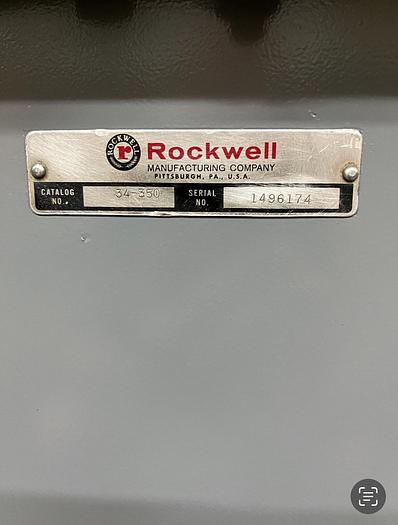 ROCKWELL
r
Rockwell
MANUFACTURING COMPANY
PITTSBURGH, PA., U.S.A.
CATALOG NO. 34-350 SERIAL NO. 1496174